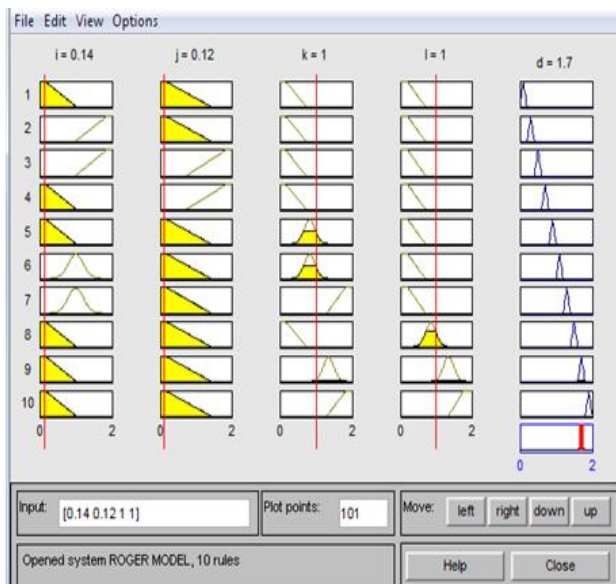 File Edit View Options
i = 0.14 j = 0.12 k = 1 l = 1 d = 1.7
1
2
3
4
5
6
7
8
9
10
0 2 0 2 0 2 0 2
0 2
Input: [0.14 0.12 1 1] Plot points: 101 Move: left right down up
Opened system ROGER MODEL, 10 rules Help Close